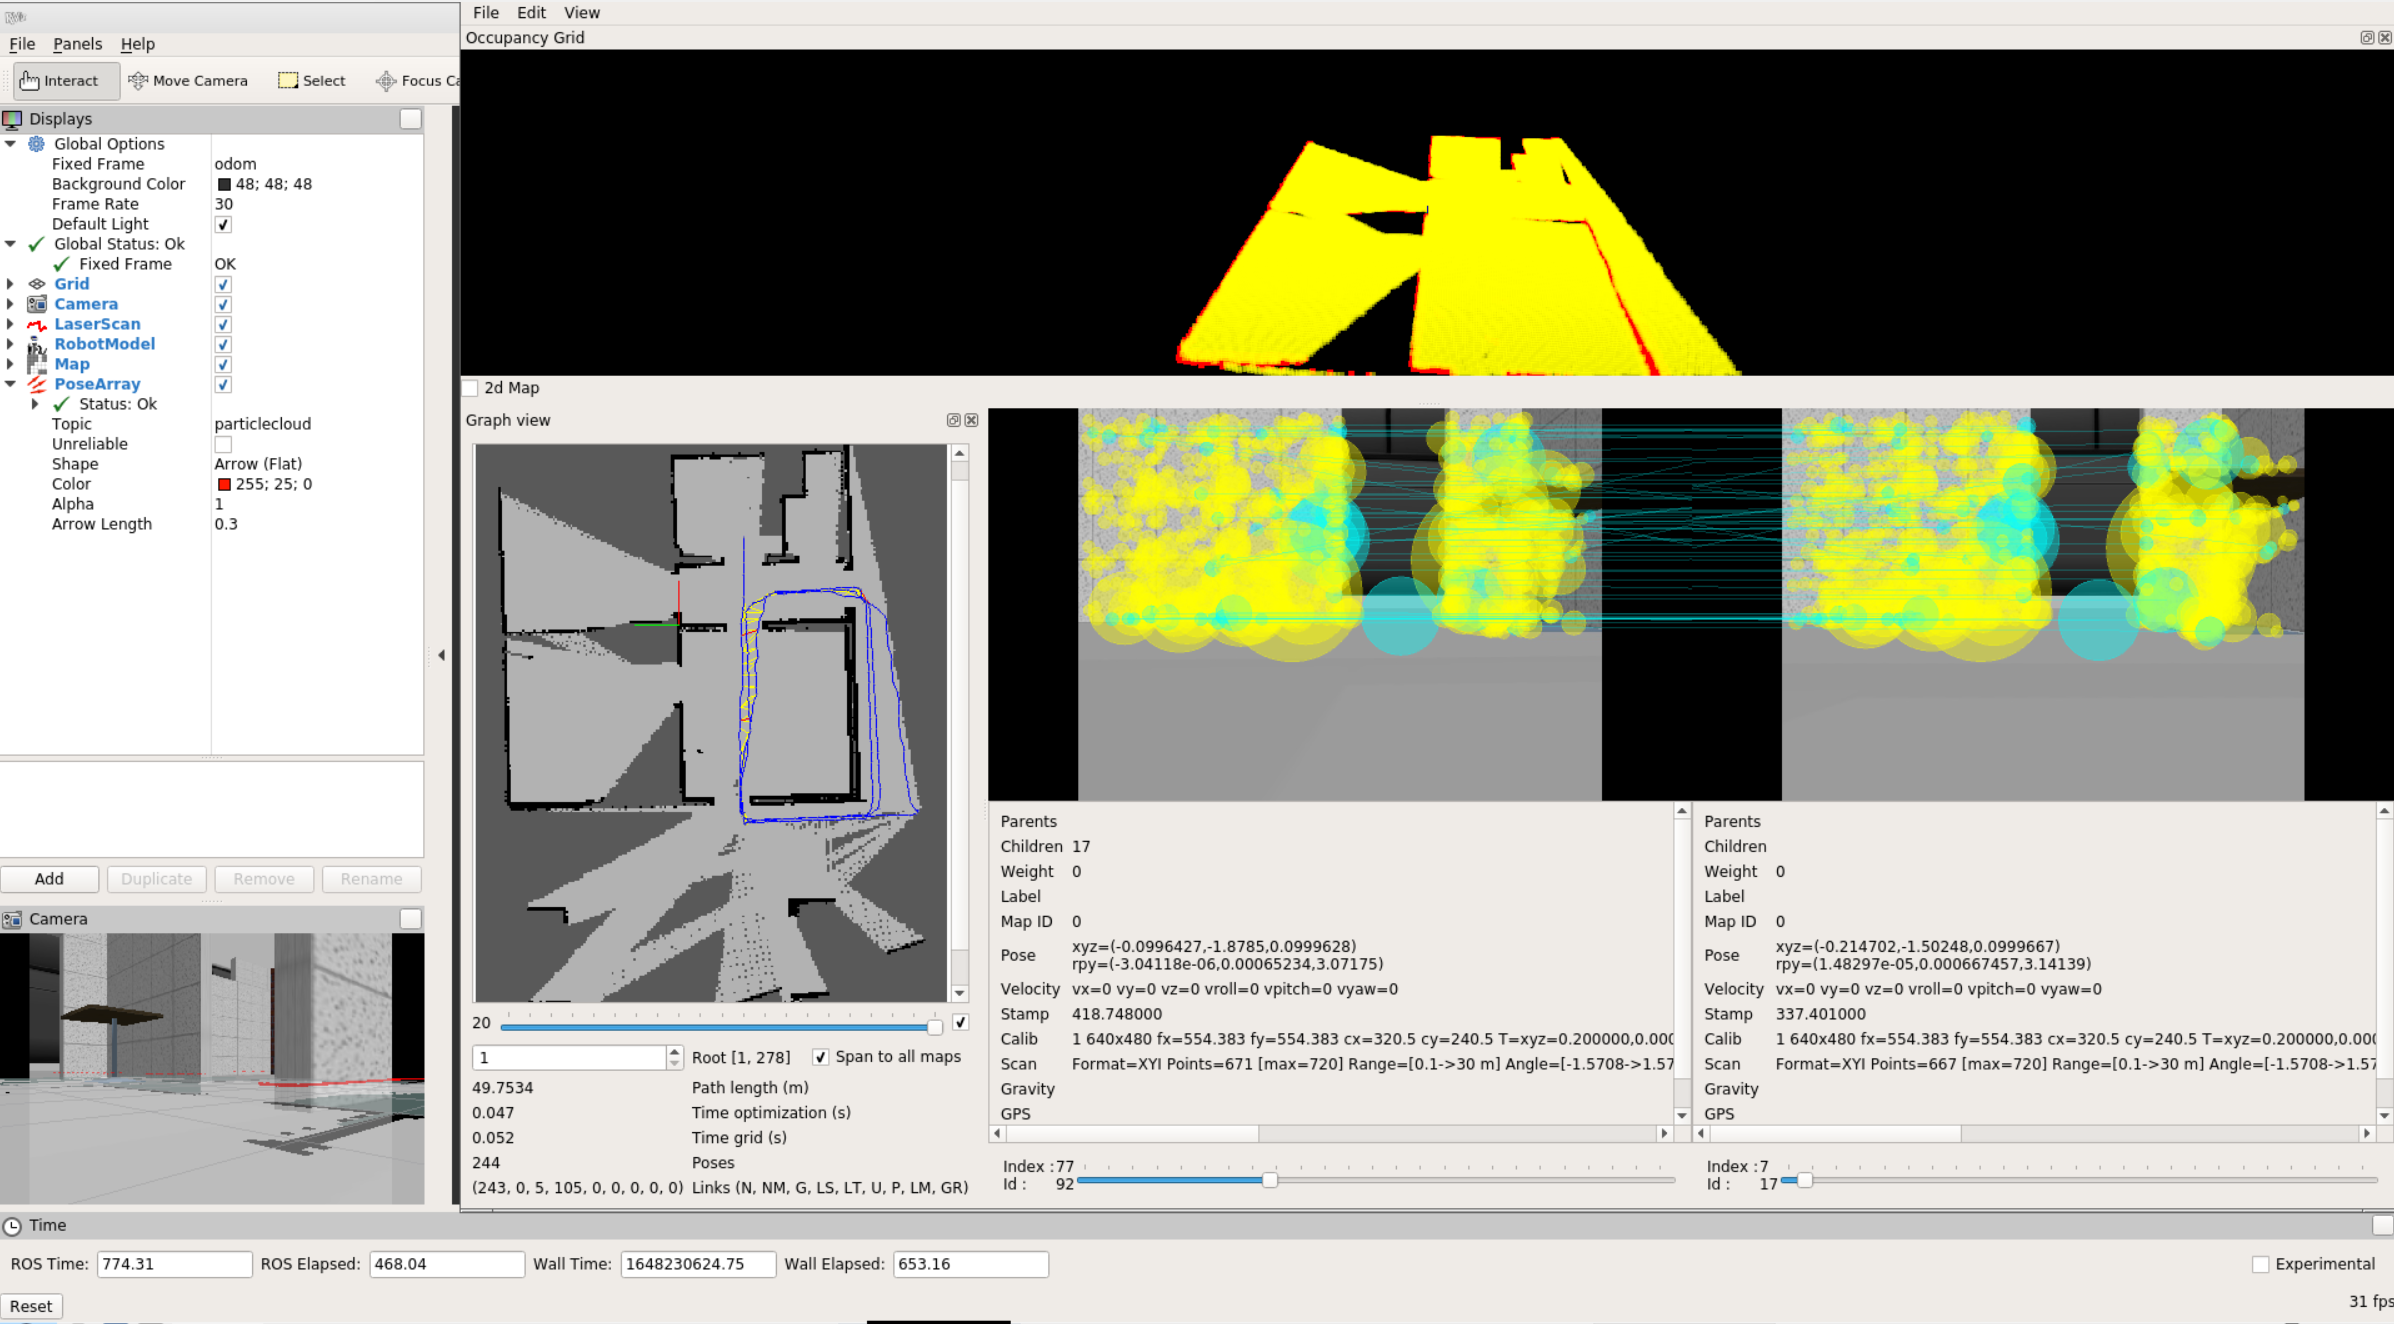 File Panels Help
Interact Move Camera Select Focus Ca
Displays
Global Options
Fixed Frame odom
Background Color 48; 48; 48
Frame Rate 30
Default Light
Global Status: Ok
Fixed Frame OK
Grid
Camera
LaserScan
RobotModel
Map
PoseArray
Status: Ok
Topic particlecloud
Unreliable
Shape Arrow (Flat)
Color 255; 25; 0
Alpha 1
Arrow Length 0.3
Add Duplicate Remove Rename
Camera
File Edit View
Occupancy Grid
2d Map
Graph view
20
1 Root [1, 278] Span to all maps
49.7534 Path length (m)
0.047 Time optimization (s)
0.052 Time grid (s)
244 Poses
(243, 0, 5, 105, 0, 0, 0, 0, 0) Links (N, NM, G, LS, LT, U, P, LM, GR)
Parents
Children 17
Weight 0
Label
Map ID 0
Pose xyz=(-0.0996427,-1.8785,0.0999628)
rpy=(-3.04118e-06,0.00065234,3.07175)
Velocity vx=0 vy=0 vz=0 vroll=0 vpitch=0 vyaw=0
Stamp 418.748000
Calib 1 640x480 fx=554.383 fy=554.383 cx=320.5 cy=240.5 T=xyz=0.200000,0.000
Scan Format=XYI Points=671 [max=720] Range=[0.1->30 m] Angle=[-1.5708->1.57
Gravity
GPS
Index :77
Id : 92
Parents
Children
Weight 0
Label
Map ID 0
Pose xyz=(-0.214702,-1.50248,0.0999667)
rpy=(1.48297e-05,0.000667457,3.14139)
Velocity vx=0 vy=0 vz=0 vroll=0 vpitch=0 vyaw=0
Stamp 337.401000
Calib 1 640x480 fx=554.383 fy=554.383 cx=320.5 cy=240.5 T=xyz=0.200000,0.000
Scan Format=XYI Points=667 [max=720] Range=[0.1->30 m] Angle=[-1.5708->1.57
Gravity
GPS
Index :7
Id : 17
Time
ROS Time: 774.31 ROS Elapsed: 468.04 Wall Time: 1648230624.75 Wall Elapsed: 653.16 Experimental
Reset 31 fps